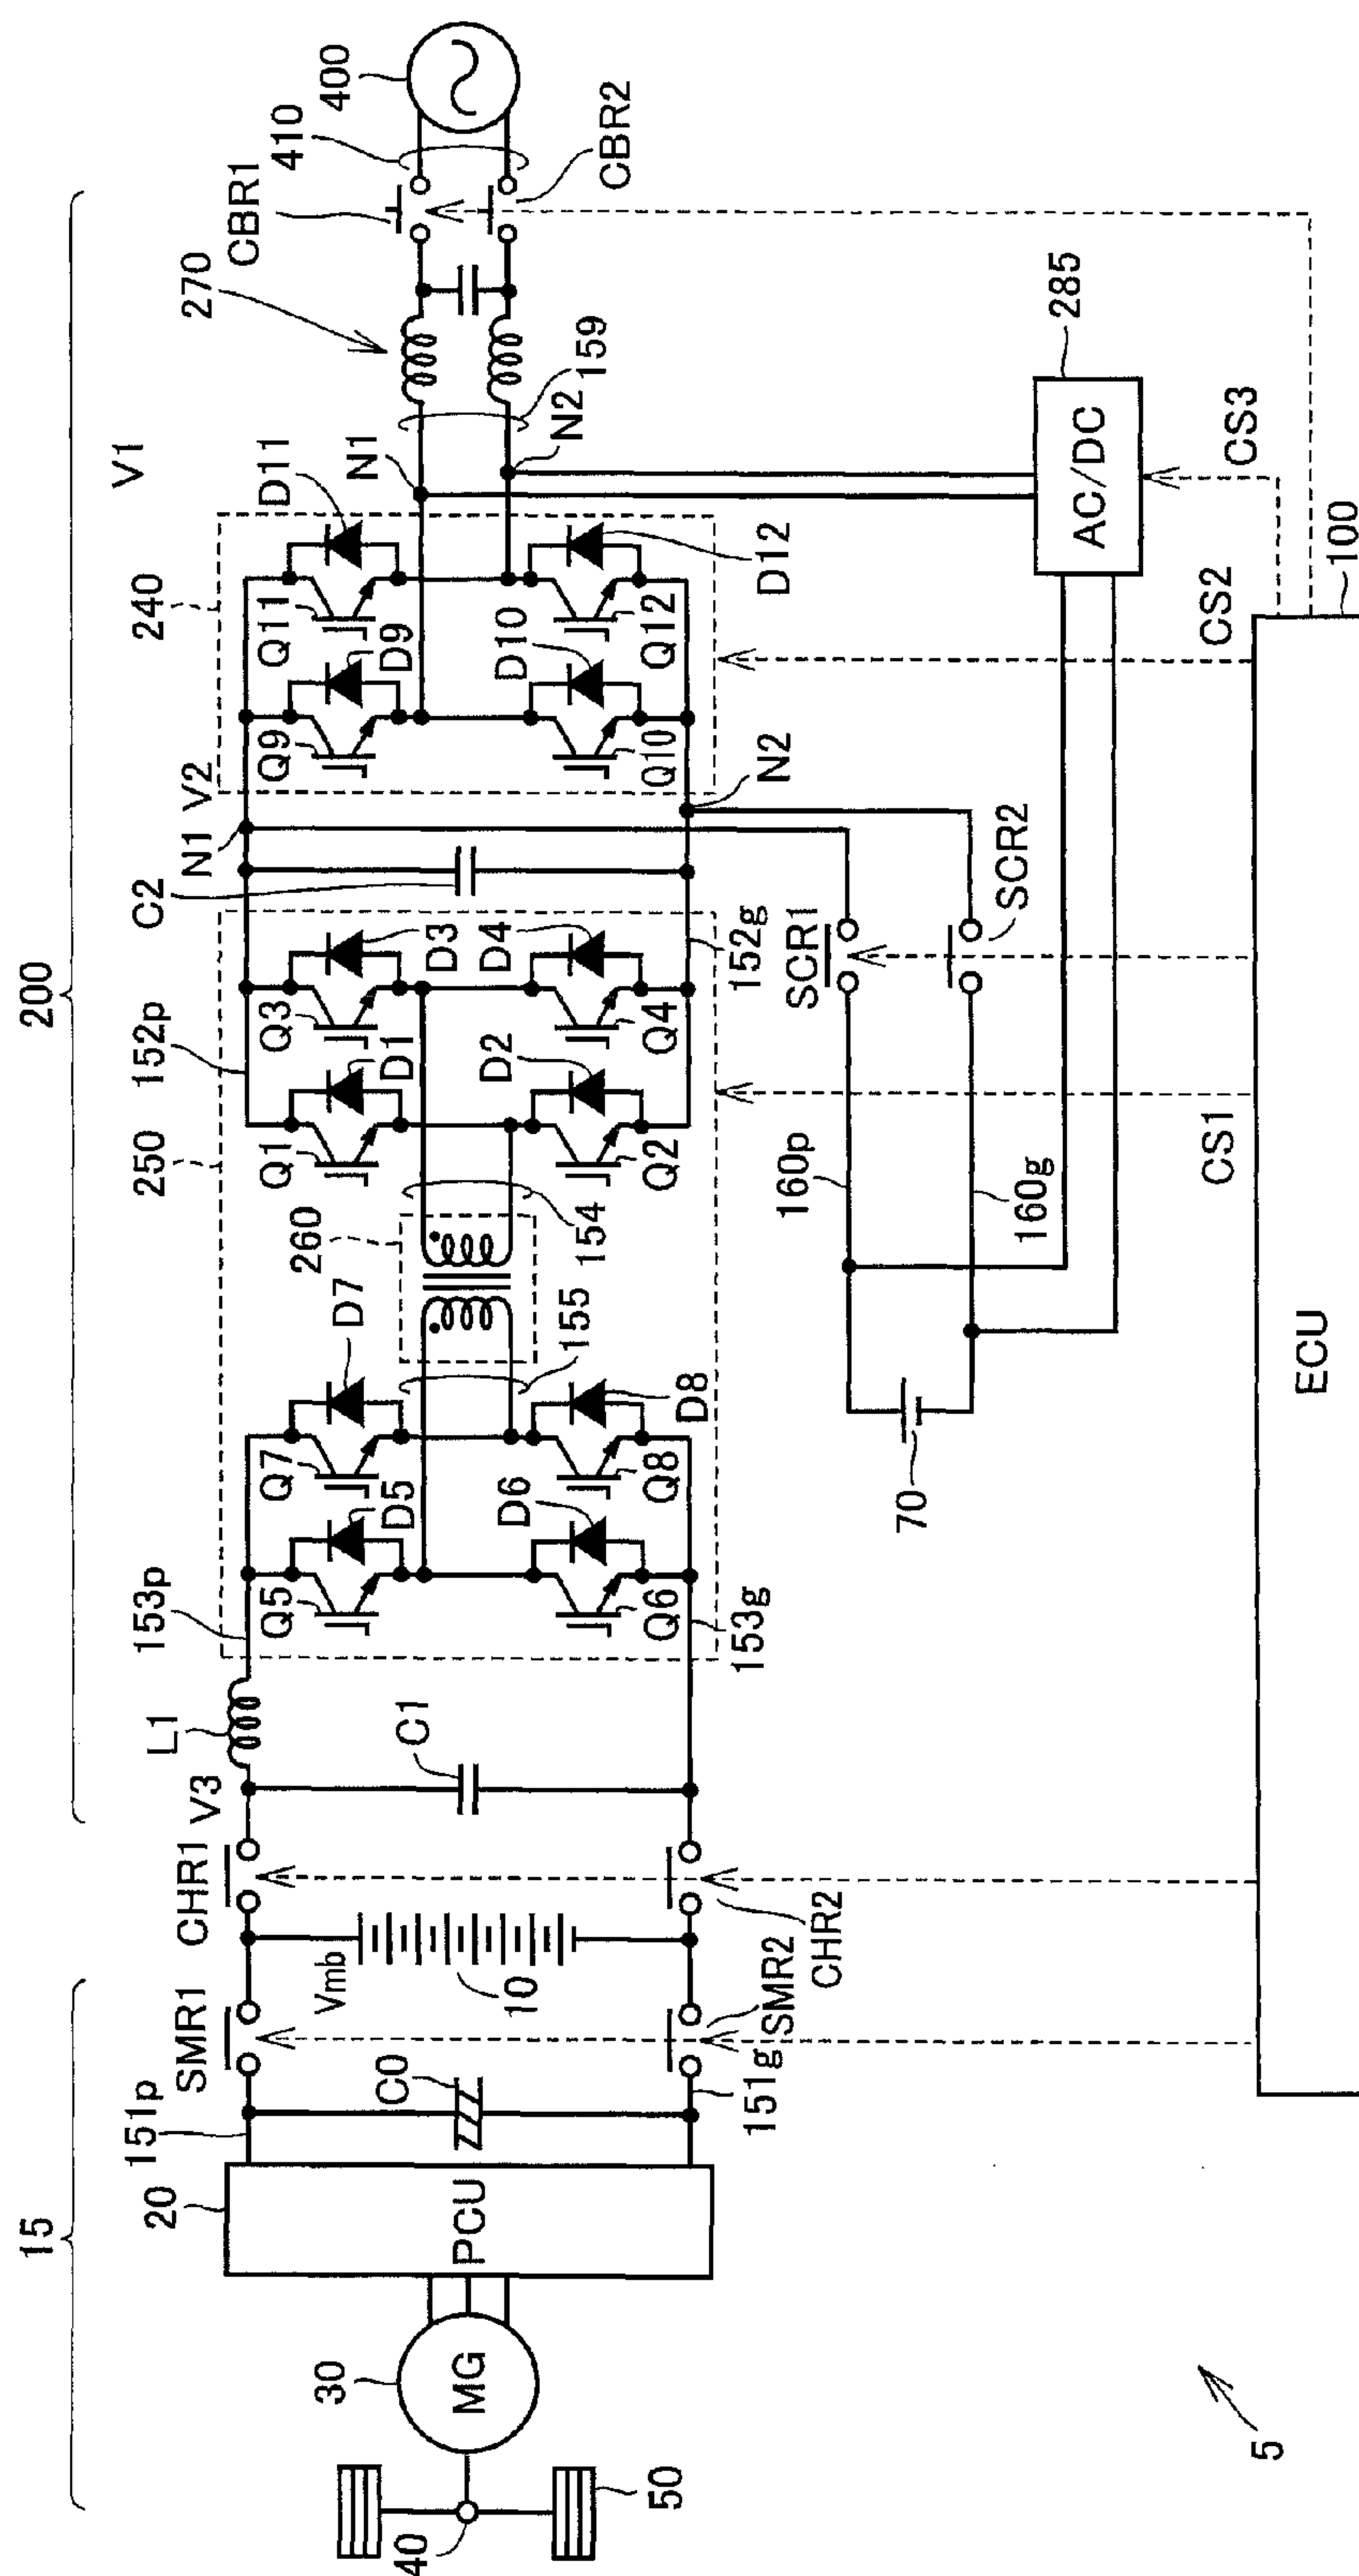 15
200
20
151p
SMR1
CHR1
V3
L1
153p
250
152p
C2
N1
V2
240
V1
CBR1
410
400
270
Q5
D5
Q7
D7
260
Q1
D1
Q3
D3
Q9
D9
Q11
D11
N1
30
MG
PCU
C0
Vmb
10
C1
Q6
D6
Q8
D8
155
154
Q2
D2
Q4
D4
Q10
D10
Q12
D12
N2
159
CBR2
40
50
151g
SMR2
CHR2
153g
152g
N2
160p
SCR1
SCR2
160g
70
AC/DC
285
CS1
CS2
CS3
ECU
100
5